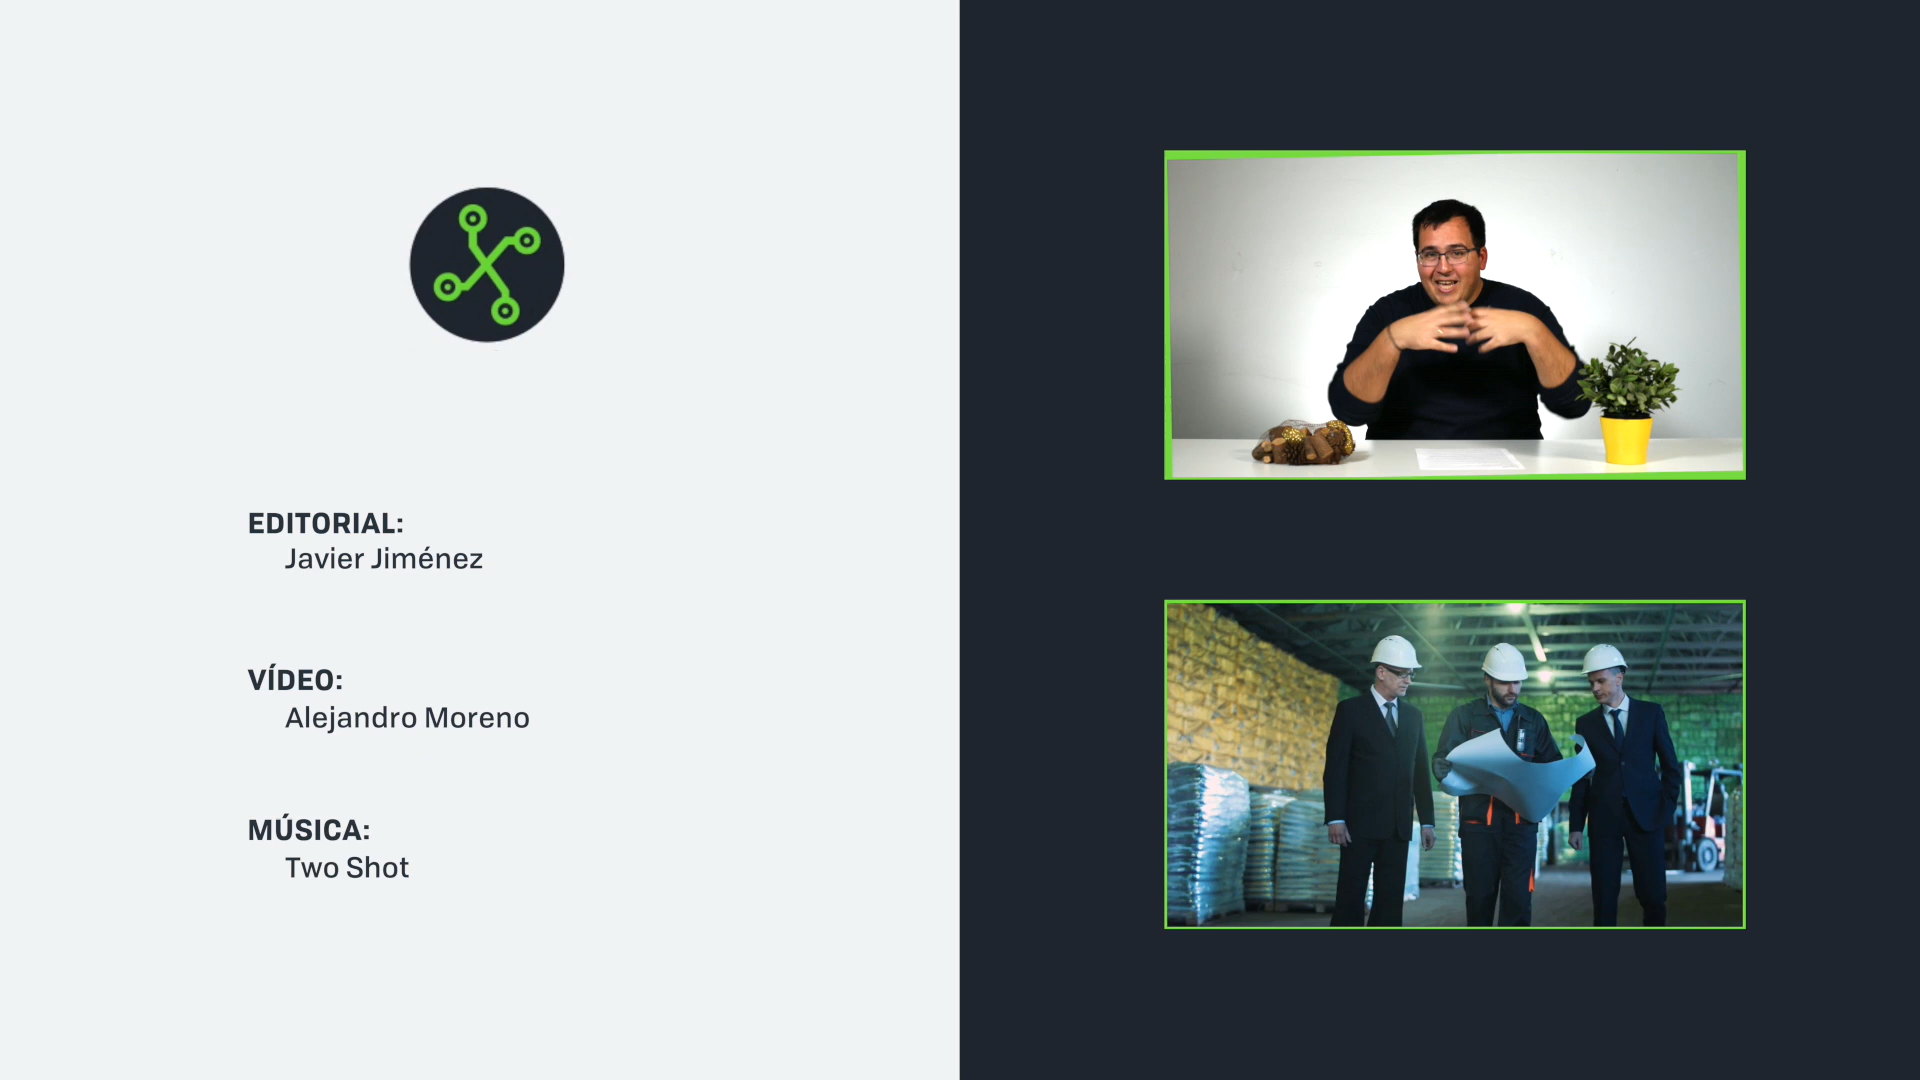 EDITORIAL:
Javier Jiménez
VÍDEO:
Alejandro Moreno
MÚSICA:
Two Shot